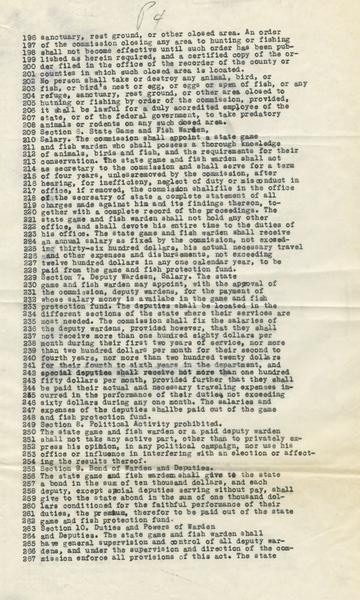 P4
196 sanctuary, rest ground, or other closed area. An order
197 of the commission closing any area to hunting or fishing
198 shall not become effective until such order has been pub-
199 lished as herein required, and a certified copy of the or-
200 der filed in the office of the recorder of the county or
201 counties in which such closed area is located.
202 No person shall take or destroy any animal, bird, or
203 fish, or bird's nest or egg, or eggs or spawn of fish, or any
204 refuge, sanctuary, rest ground, or other area closed to
205 hutning or fishing by order of the commission, provided,
206 it shall be lawful for a duly accredited employee of the
207 state, or of the federal government, to take predatory
208 animals or rodents on any such closed area.
209 Section 6. State Game and Fish Warden,
210 Salary. The commission shall appoint a state game
211 and fish warden who shall possess a thorough knowledge
212 of animals, birds and fish, and the requirements for their
213 conservation. The state game and fish warden shall act
214 as secretary to the commission and shall serve for a term
215 of four years, unless removed by the commission, after
216 hearing, for inefficiency, neglect of duty or misconduct in
217 office, if removed, the commission shall file in the office
218 of the secretary of state a complete statement of all
219 charges made against him and its findings thereon, to-
220 gether with a complete record of the proceedings. The
221 state game and fish warden shall not hold any other
222 office, and shall devote his entire time to the duties of
223 his office. The state game and fish warden shall receive
224 an annual salary as fixed by the commission, not exceed-
225 ing thirty-six hundred dollars, his actual necessary travel
226 and other expenses and disbursements, not exceeding
227 twelve hundred dollars in any one calendar year, to be
228 paid from the game and fish protection fund.
229 Section 7. Deputy Wardens, Salary. The state
230 game and fish warden may appoint, with the approval of
231 the commission, deputy wardens, for the payment of
232 whose salary money is availabe in the game and fish
233 protection fund. The deputies shall be located in the
234 different sections of the state where their services are
235 most needed. The commission shall fix the salaries of
236 the deputy wardens, provided however, that they shall
237 not receive more than one hundred eighty dollars per
238 month during their first two years of service, nor more
239 than two hundred dollars per month for their second to
240 fourth years, nor more than two hundred twenty dollars
241 for their fourth to sixth years in the department, and
242 special deputies shall receive not more than one hundred
243 fifty dollars per month, provided further that they shall
244 be paid their actual and necessary traveling expenses in-
245 curred in the performance of their duties not exceeding
246 sixty dollars during any one month. The salaries and
247 expenses of the deputies shallbe paid out of the game
248 and fish protection fund.
249 Section 8. Political Activity prohibited.
250 The state game and fish warden or a paid deputy warden
251 shall not take any active part, other than to privately ex-
252 press his opinion, in any political campaign, nor use his
253 office or influence in interfering with an election or affect-
254 ing the results thereof.
255 Section 9. Bond of Warden and Deputies.
256 The state game and fish warden shall give to the state
257 a bond in the sum of ten thousand dollars, and each
258 deputy, except special deputies serving without pay, shall
259 give to the state abond in the sum of one thousand dol-
260 lars conditioned for the faithful performance of their
261 duties, the premium, therefor to be paid out of the state
262 game and fish protection fund.
263 Section 10. Duties and Powers of Warden
264 and Deputies. The state game and fish warden shall
265 have general supervision and control of all deputy war-
266 dens, and under the supervision and direction of the com-
267 mission enforce all provisions of this act. The state